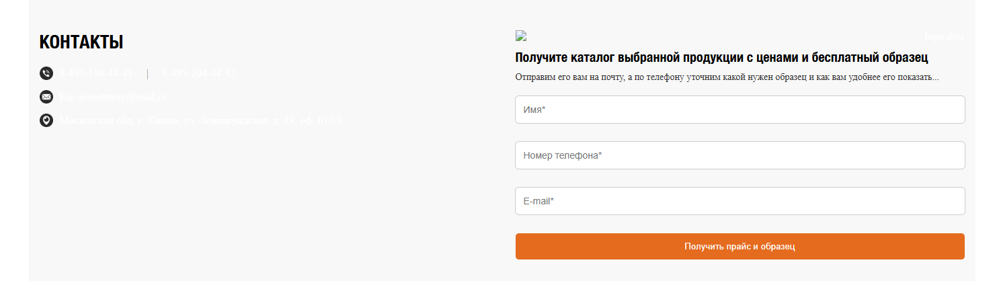 КОНТАКТЫ
8-495-104-44-41 | 8-495-104-44-42
kap-investstroy@mail.ru
Московская обл, г. Химки, ул. Ленинградская, д. 29, оф. 817/3
logo dots
Получите каталог выбранной продукции с ценами и бесплатный образец
Отправим его вам на почту, а по телефону уточним какой нужен образец и как вам удобнее его показать...
Имя*
Номер телефона*
E-mail*
Получить прайс и образец